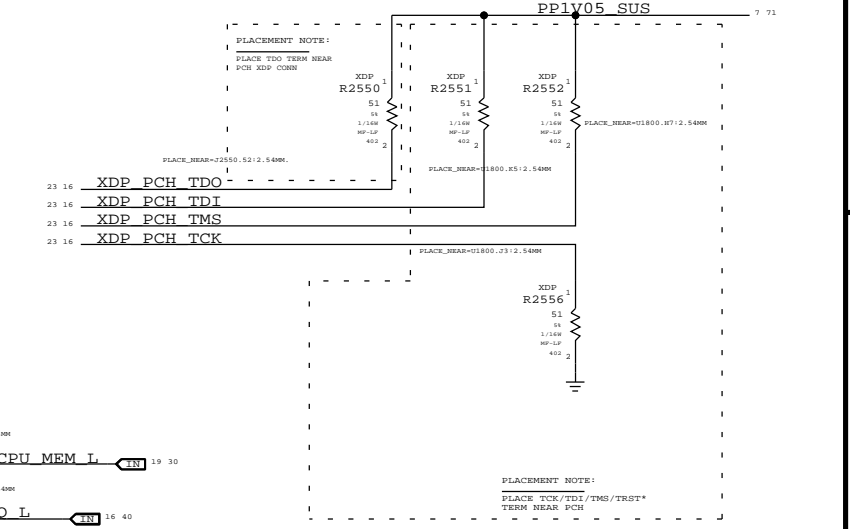 PP1V05_SUS
7 71
PLACEMENT NOTE:
PLACE TDO TERM NEAR
PCH XDP CONN
XDP
R2550
1
51
5%
1/16W
MF-LF
402
2
XDP
R2551
1
51
5%
1/16W
MF-LF
402
2
XDP
R2552
1
51
5%
1/16W
MF-LF
402
2
PLACE_NEAR=U1800.H7:2.54MM
PLACE_NEAR=J2550.52:2.54MM.
PLACE_NEAR=U1800.K5:2.54MM
23 16 XDP_PCH_TDO
23 16 XDP_PCH_TDI
23 16 XDP_PCH_TMS
23 16 XDP_PCH_TCK
PLACE_NEAR=U1800.J3:2.54MM
XDP
R2556
1
51
5%
1/16W
MF-LF
402
2
MM
CPU_MEM_L IN 19 30
4MM
O_L IN 16 40
PLACEMENT NOTE:
PLACE TCK/TDI/TMS/TRST*
TERM NEAR PCH